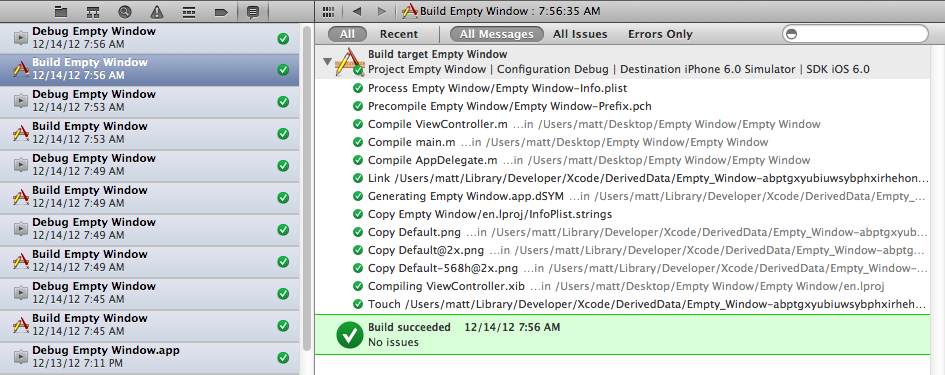 Build Empty Window : 7:56:35 AM
Debug Empty Window
12/14/12 7:56 AM
Build Empty Window
12/14/12 7:56 AM
Debug Empty Window
12/14/12 7:53 AM
Build Empty Window
12/14/12 7:53 AM
Debug Empty Window
12/14/12 7:49 AM
Build Empty Window
12/14/12 7:49 AM
Debug Empty Window
12/14/12 7:49 AM
Build Empty Window
12/14/12 7:49 AM
Debug Empty Window
12/14/12 7:45 AM
Build Empty Window
12/14/12 7:45 AM
Debug Empty Window.app
12/13/12 7:11 PM
All Recent All Messages All Issues Errors Only
Build target Empty Window
Project Empty Window | Configuration Debug | Destination iPhone 6.0 Simulator | SDK iOS 6.0
Process Empty Window/Empty Window-Info.plist
Precompile Empty Window/Empty Window-Prefix.pch
Compile ViewController.m ...in /Users/matt/Desktop/Empty Window/Empty Window
Compile main.m ...in /Users/matt/Desktop/Empty Window/Empty Window
Compile AppDelegate.m ...in /Users/matt/Desktop/Empty Window/Empty Window
Link /Users/matt/Library/Developer/Xcode/DerivedData/Empty_Window-abptgxyubiuwsybphxirhehon...
Generating Empty Window.app.dSYM ...in /Users/matt/Library/Developer/Xcode/DerivedData/Empty_...
Copy Empty Window/en.lproj/InfoPlist.strings
Copy Default.png ...in /Users/matt/Library/Developer/Xcode/DerivedData/Empty_Window-abptgxyub...
Copy Default@2x.png ...in /Users/matt/Library/Developer/Xcode/DerivedData/Empty_Window-abptg...
Copy Default-568h@2x.png ...in /Users/matt/Library/Developer/Xcode/DerivedData/Empty_Window-...
Compiling ViewController.xib ...in /Users/matt/Desktop/Empty Window/Empty Window/en.lproj
Touch /Users/matt/Library/Developer/Xcode/DerivedData/Empty_Window-abptgxyubiuwsybphxirheh...
Build succeeded 12/14/12 7:56 AM
No issues